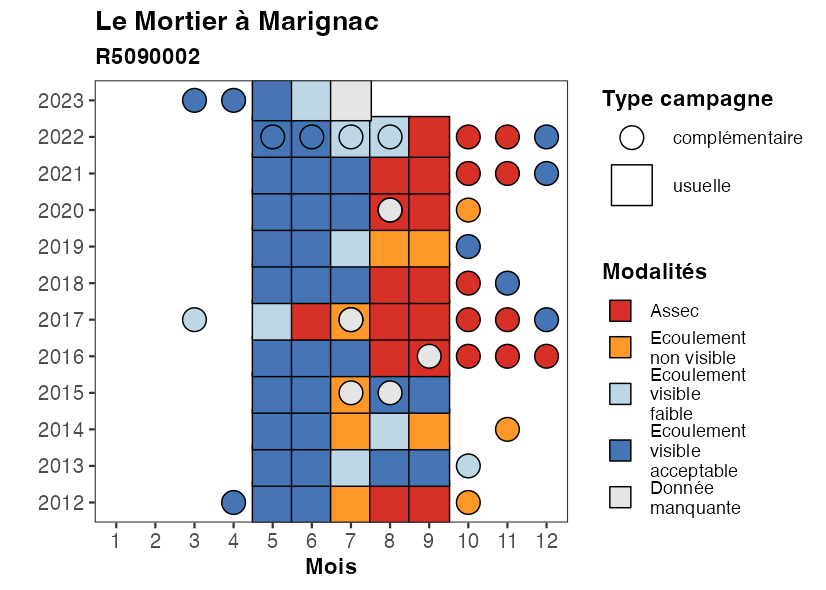 Le Mortier à Marignac
R5090002
2023
2022
2021
2020
2019
2018
2017
2016
2015
2014
2013
2012
1 2 3 4 5 6 7 8 9 10 11 12
Mois
Type campagne
complémentaire
usuelle
Modalités
Assec
Ecoulement
non visible
Ecoulement
visible
faible
Ecoulement
visible
acceptable
Donnée
manquante